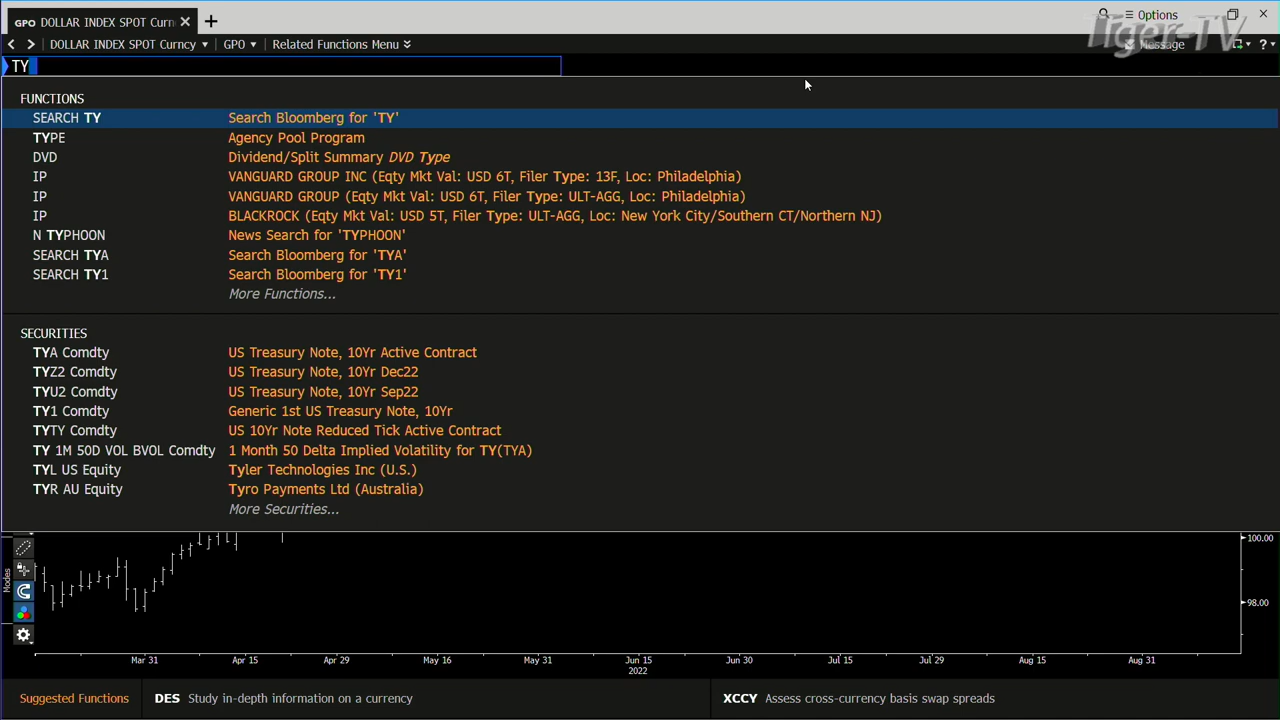 GPO DOLLAR INDEX SPOT Curn
Options
Tiger-TV
DOLLAR INDEX SPOT Curncy GPO Related Functions Menu Message ?
TY
FUNCTIONS
SEARCH TY Search Bloomberg for 'TY'
TYPE Agency Pool Program
DVD Dividend/Split Summary DVD Type
IP VANGUARD GROUP INC (Eqty Mkt Val: USD 6T, Filer Type: 13F, Loc: Philadelphia)
IP VANGUARD GROUP (Eqty Mkt Val: USD 6T, Filer Type: ULT-AGG, Loc: Philadelphia)
IP BLACKROCK (Eqty Mkt Val: USD 5T, Filer Type: ULT-AGG, Loc: New York City/Southern CT/Northern NJ)
N TYPHOON News Search for 'TYPHOON'
SEARCH TYA Search Bloomberg for 'TYA'
SEARCH TY1 Search Bloomberg for 'TY1'
More Functions...
SECURITIES
TYA Comdty US Treasury Note, 10Yr Active Contract
TYZ2 Comdty US Treasury Note, 10Yr Dec22
TYU2 Comdty US Treasury Note, 10Yr Sep22
TY1 Comdty Generic 1st US Treasury Note, 10Yr
TYTY Comdty US 10Yr Note Reduced Tick Active Contract
TY 1M 50D VOL BVOL Comdty 1 Month 50 Delta Implied Volatility for TY(TYA)
TYL US Equity Tyler Technologies Inc (U.S.)
TYR AU Equity Tyro Payments Ltd (Australia)
More Securities...
100.00
Modes
98.00
Mar 31 Apr 15 Apr 29 May 16 May 31 Jun 15 Jun 30 Jul 15 Jul 29 Aug 15 Aug 31
2022
Suggested Functions DES Study in-depth information on a currency XCCY Assess cross-currency basis swap spreads